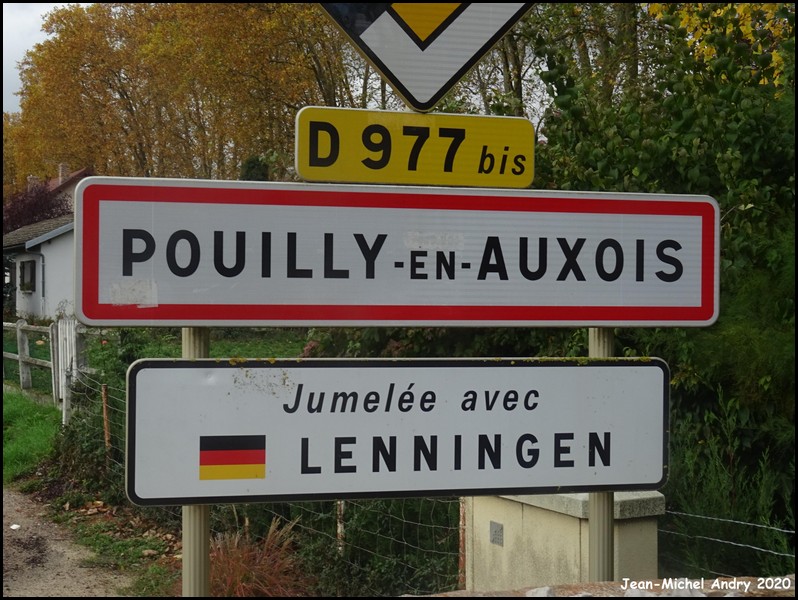 D 977 bis
POUILLY-EN-AUXOIS
Jumelée avec
LENNINGEN
Jean-Michel Andry 2020